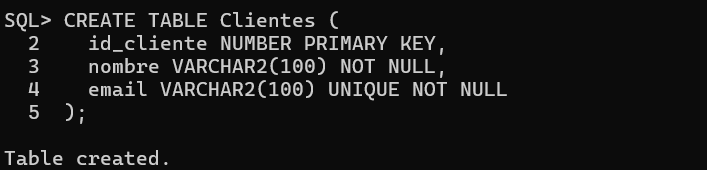 SQL> CREATE TABLE Clientes (
  2    id_cliente NUMBER PRIMARY KEY,
  3    nombre VARCHAR2(100) NOT NULL,
  4    email VARCHAR2(100) UNIQUE NOT NULL
  5  );
Table created.